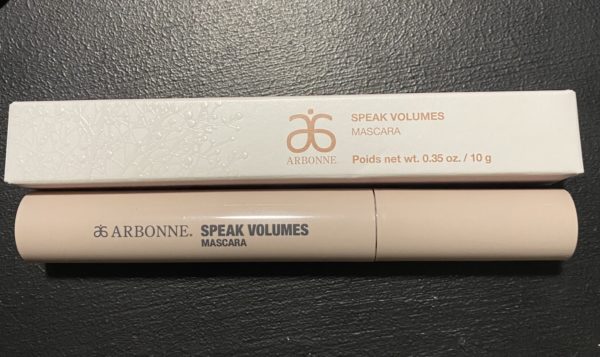 SPEAK VOLUMES
MASCARA
ARBONNE
Poids net wt. 0.35 oz. / 10 g
ARBONNE® SPEAK VOLUMES
MASCARA